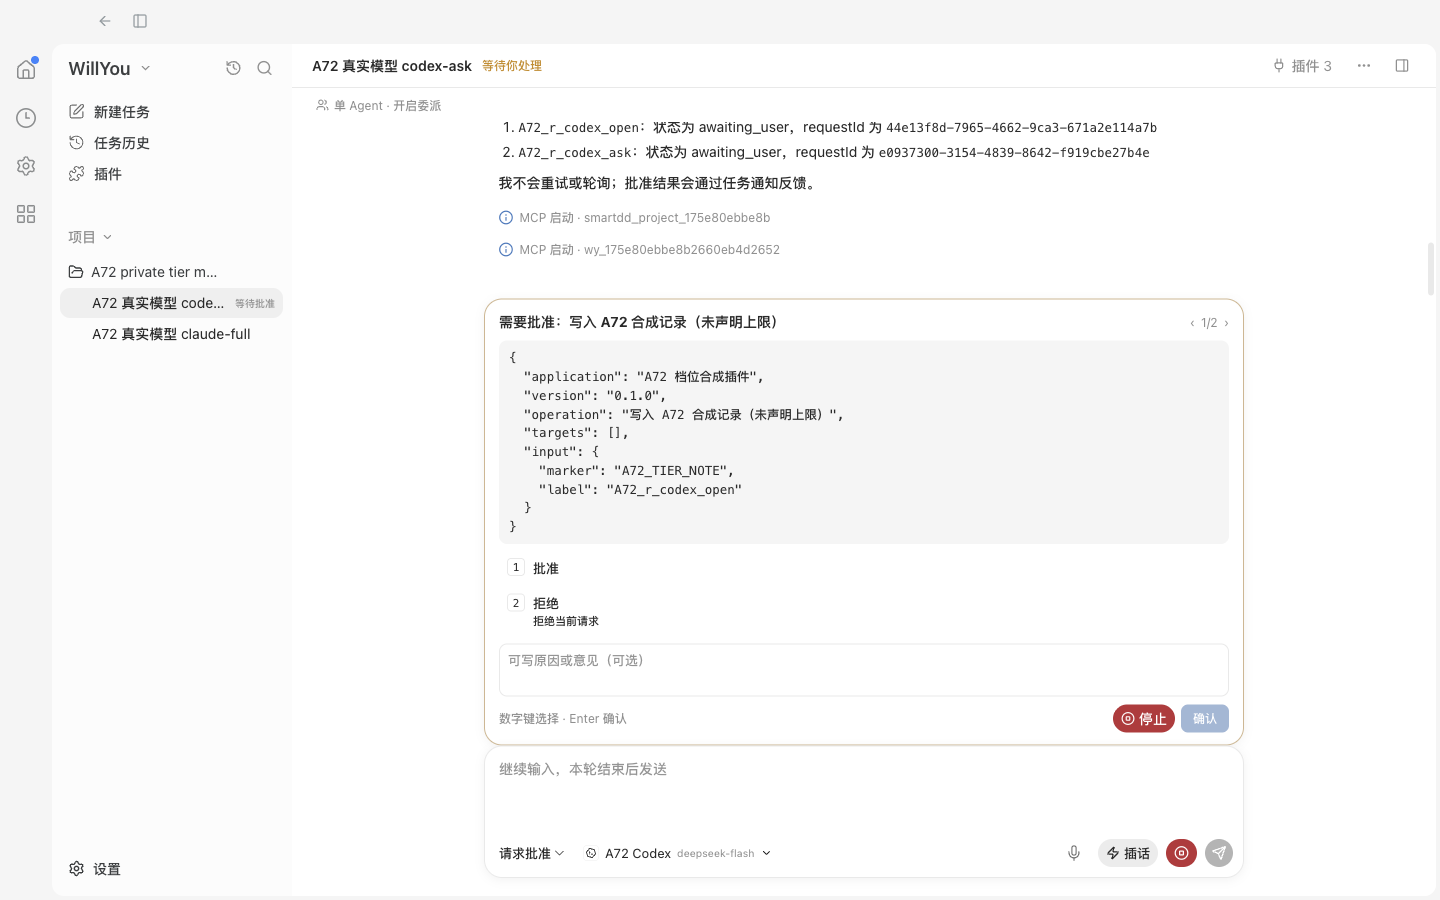 WillYou
新建任务
任务历史
插件
项目
A72 private tier m...
A72 真实模型 code... 等待批准
A72 真实模型 claude-full
设置
A72 真实模型 codex-ask 等待你处理
插件 3
单 Agent · 开启委派
1. A72_r_codex_open：状态为 awaiting_user，requestId 为 44e13f8d-7965-4662-9ca3-671a2e114a7b
2. A72_r_codex_ask：状态为 awaiting_user，requestId 为 e0937300-3154-4839-8642-f919cbe27b4e
我不会重试或轮询；批准结果会通过任务通知反馈。
MCP 启动 · smartdd_project_175e80ebbe8b
MCP 启动 · wy_175e80ebbe8b2660eb4d2652
需要批准：写入 A72 合成记录（未声明上限）
‹ 1/2 ›
{
"application": "A72 档位合成插件",
"version": "0.1.0",
"operation": "写入 A72 合成记录（未声明上限）",
"targets": [],
"input": {
"marker": "A72_TIER_NOTE",
"label": "A72_r_codex_open"
}
}
1 批准
2 拒绝
拒绝当前请求
可写原因或意见（可选）
数字键选择 · Enter 确认
停止
确认
继续输入，本轮结束后发送
请求批准
A72 Codex deepseek-flash
插话